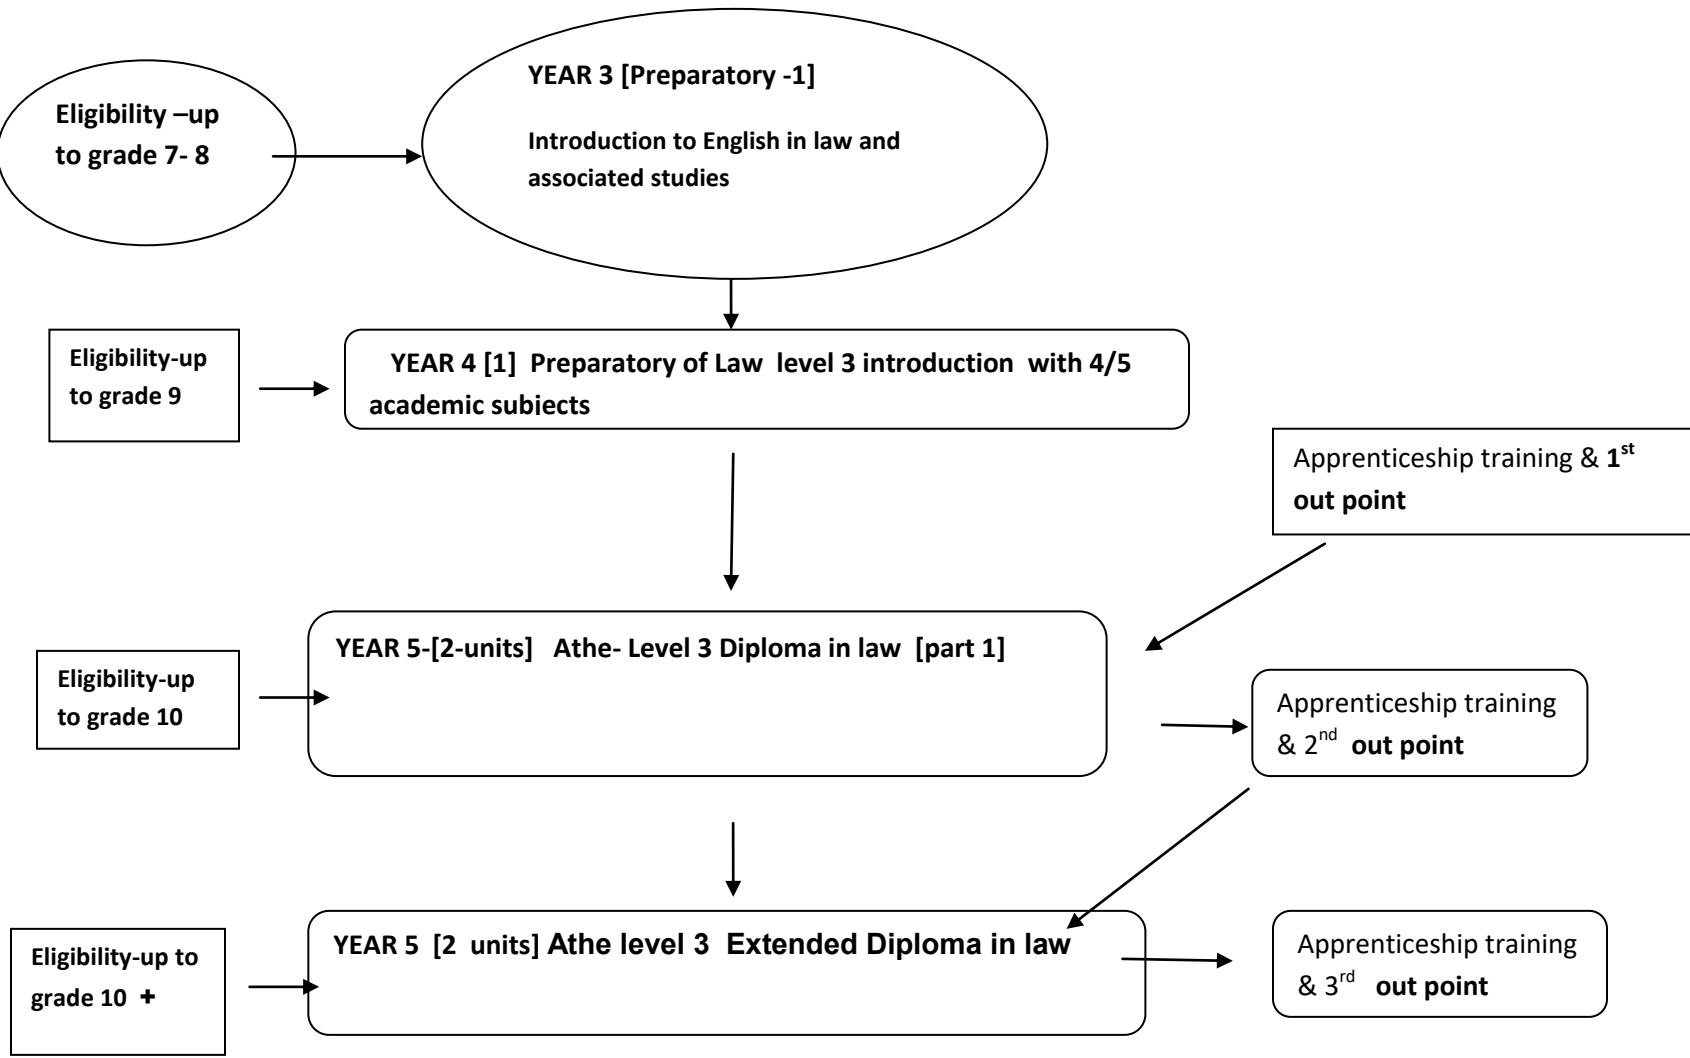 YEAR 3 [Preparatory -1]
Introduction to English in law and
associated studies
Eligibility –up
to grade 7- 8
Eligibility-up
to grade 9
YEAR 4 [1]  Preparatory of Law  level 3 introduction  with 4/5
academic subjects
Apprenticeship training & 1st
out point
YEAR 5-[2-units]   Athe- Level 3 Diploma in law  [part 1]
Eligibility-up
to grade 10
Apprenticeship training
& 2nd  out point
YEAR 5  [2  units] Athe level 3  Extended Diploma in law
Eligibility-up to
grade 10  +
Apprenticeship training
& 3rd   out point